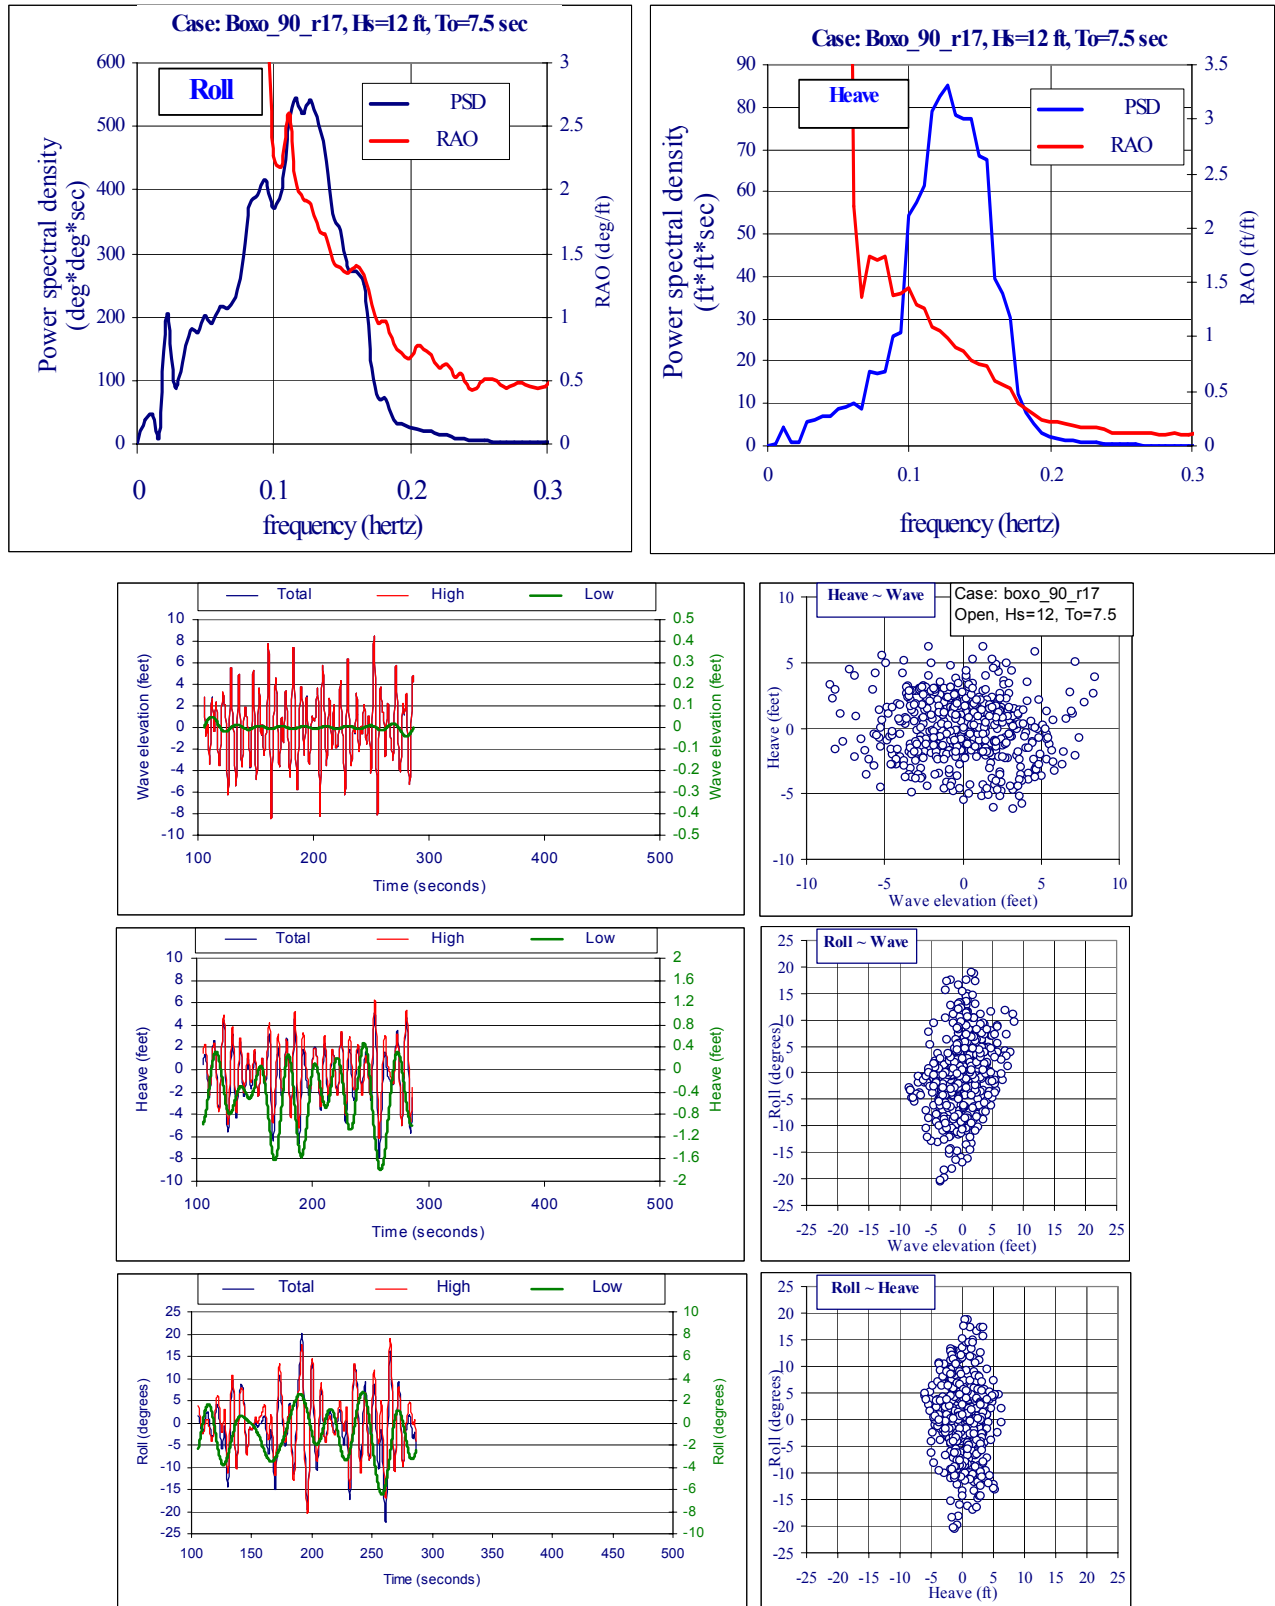 Case: Boxo_90_r17, Hs=12 ft, To=7.5 sec
Roll
PSD
RAO
Power spectral density
(deg*deg*sec)
RAO (deg/ft)
600
500
400
300
200
100
0
3
2.5
2
1.5
1
0.5
0
0 0.1 0.2 0.3
frequency (hertz)
Case: Boxo_90_r17, Hs=12 ft, To=7.5 sec
Heave
PSD
RAO
Power spectral density
(ft*ft*sec)
RAO (ft/ft)
90
80
70
60
50
40
30
20
10
0
3.5
3
2.5
2
1.5
1
0.5
0
0 0.1 0.2 0.3
frequency (hertz)
Total High Low
Wave elevation (feet)
10
8
6
4
2
0
-2
-4
-6
-8
-10
0.5
0.4
0.3
0.2
0.1
0
-0.1
-0.2
-0.3
-0.4
-0.5
Wave elevation (feet)
100 200 300 400 500
Time (seconds)
Heave ~ Wave
Case: boxo_90_r17
Open, Hs=12, To=7.5
Heave (feet)
10
5
0
-5
-10
-10 -5 0 5 10
Wave elevation (feet)
Total High Low
Heave (feet)
10
8
6
4
2
0
-2
-4
-6
-8
-10
2
1.6
1.2
0.8
0.4
0
-0.4
-0.8
-1.2
-1.6
-2
Heave (feet)
100 200 300 400 500
Time (seconds)
Roll ~ Wave
Roll (degrees)
25
20
15
10
5
0
-5
-10
-15
-20
-25
-25 -20 -15 -10 -5 0 5 10 15 20 25
Wave elevation (feet)
Total High Low
Roll (degrees)
25
20
15
10
5
0
-5
-10
-15
-20
-25
10
8
6
4
2
0
-2
-4
-6
-8
-10
Roll (degrees)
100 150 200 250 300 350 400 450 500
Time (seconds)
Roll ~ Heave
Roll (degrees)
25
20
15
10
5
0
-5
-10
-15
-20
-25
-25 -20 -15 -10 -5 0 5 10 15 20 25
Heave (ft)